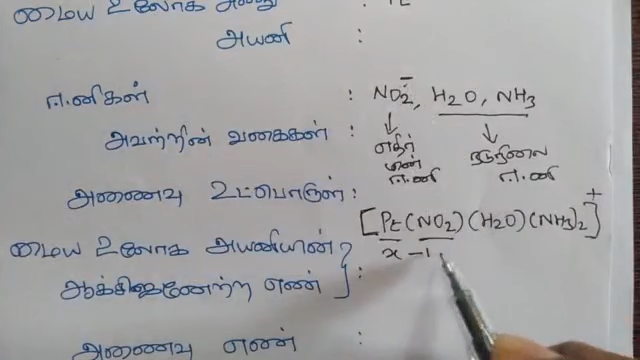 மைய உலோக அணு : Pt
அயனி :
ஈனிகள் : NO₂⁻, H₂O, NH₃
அவற்றின் வகைகள் : எதிர் மின் ஈனி நடுநிலை ஈனி
அணைவு உட்பொருள் : [Pt(NO₂)(H₂O)(NH₃)₂]⁺
மைய உலோக அயனியின் x - 1
ஆக்சிஜனேற்ற எண் :
அணைவு எண் :